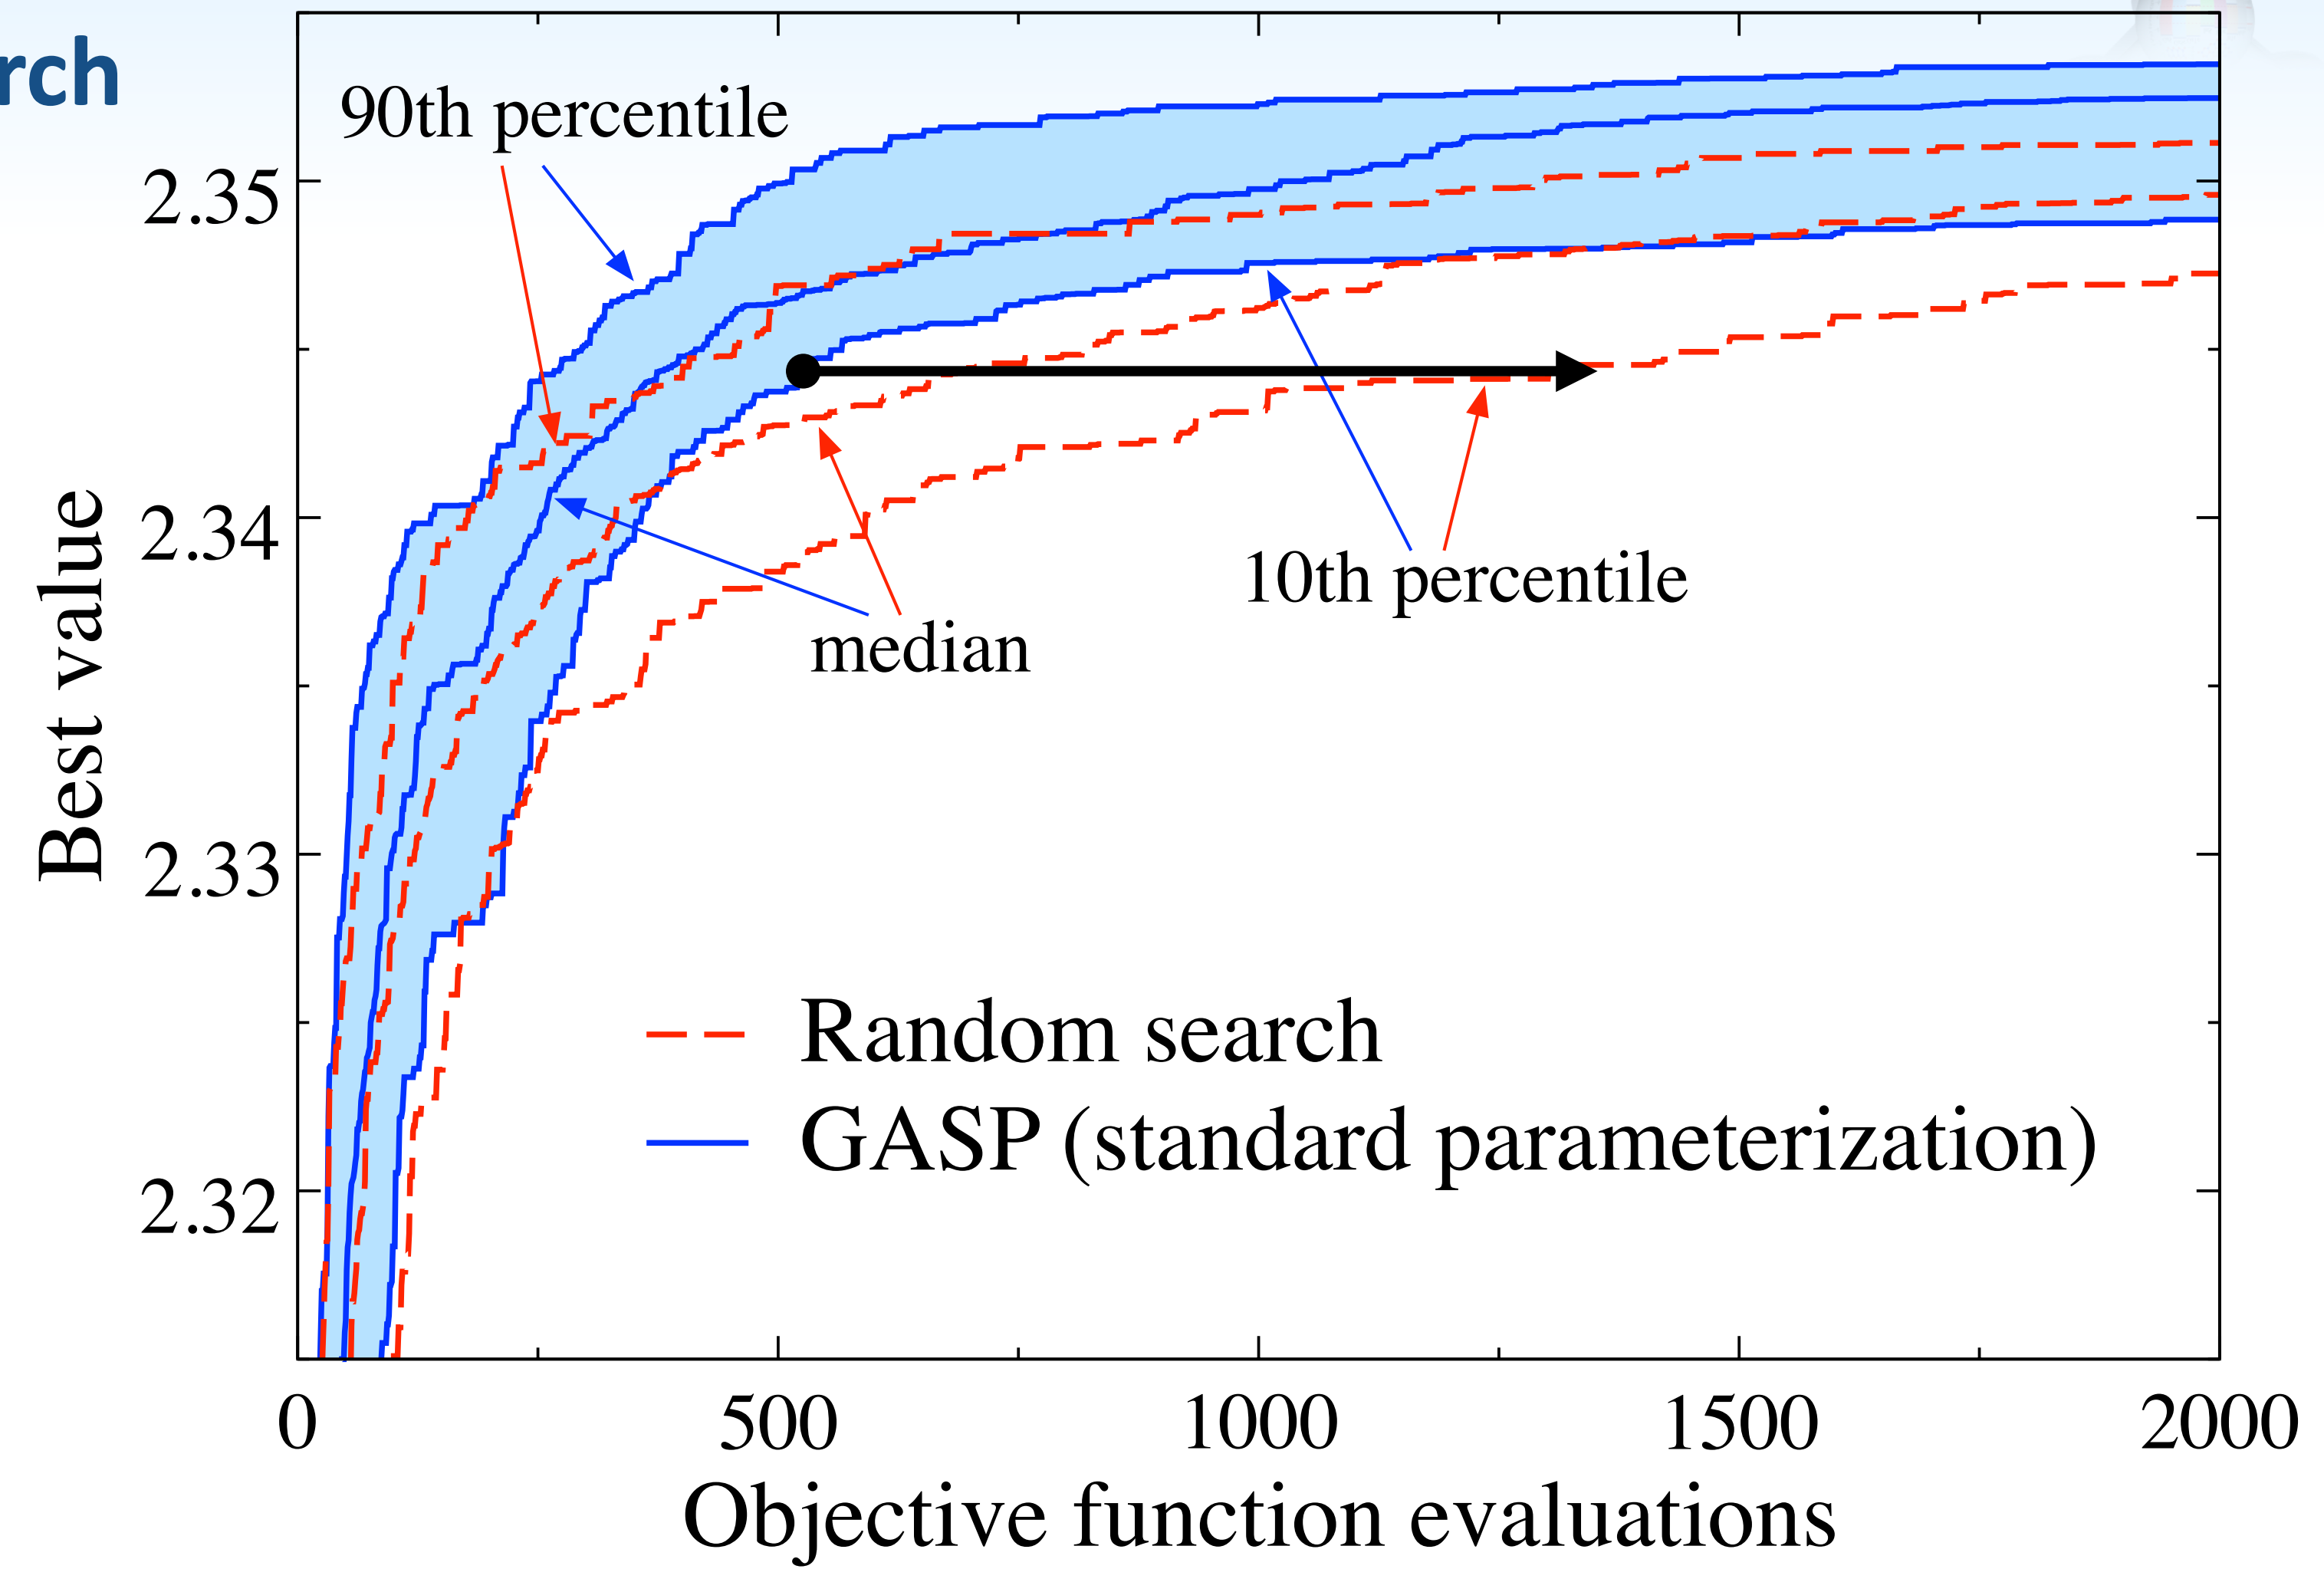 rch
90th percentile
2.35
2.34
2.33
2.32
Best value
10th percentile
median
Random search
GASP (standard parameterization)
0 500 1000 1500 2000
Objective function evaluations